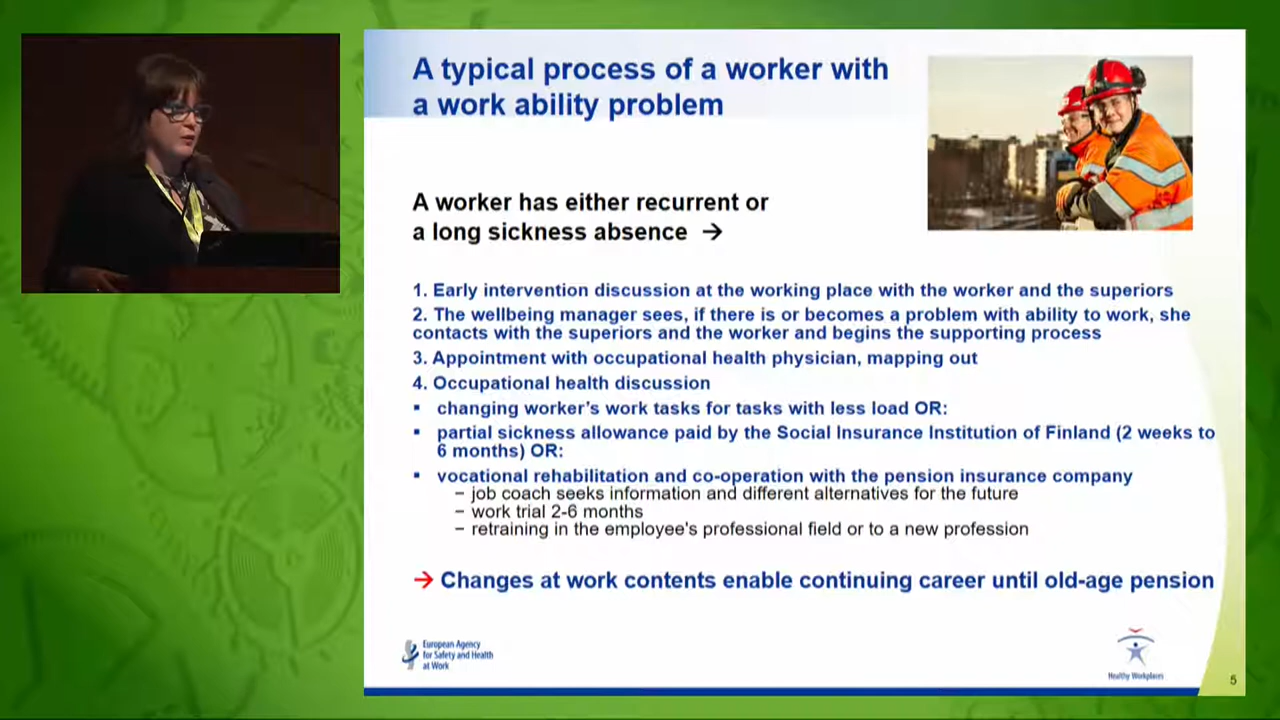 A typical process of a worker with
a work ability problem
A worker has either recurrent or
a long sickness absence →
1. Early intervention discussion at the working place with the worker and the superiors
2. The wellbeing manager sees, if there is or becomes a problem with ability to work, she
contacts with the superiors and the worker and begins the supporting process
3. Appointment with occupational health physician, mapping out
4. Occupational health discussion
▪ changing worker's work tasks for tasks with less load OR:
▪ partial sickness allowance paid by the Social Insurance Institution of Finland (2 weeks to
6 months) OR:
▪ vocational rehabilitation and co-operation with the pension insurance company
– job coach seeks information and different alternatives for the future
– work trial 2-6 months
– retraining in the employee's professional field or to a new profession
→ Changes at work contents enable continuing career until old-age pension
European Agency
for Safety and Health
at Work
Healthy Workplaces
5